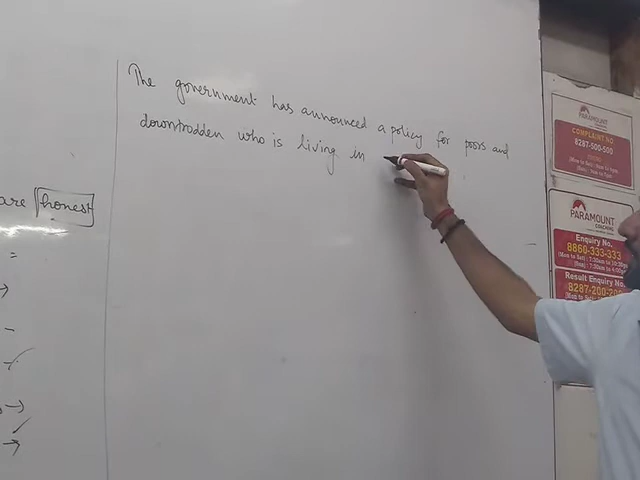 The government has announced a policy for poors and
downtrodden who is living in
are honest
PARAMOUNT
COMPLAINT NO.
8287-500-500
PARAMOUNT
COACHING
Enquiry No.
8860-333-333
Result Enquiry No.
8287-200-200